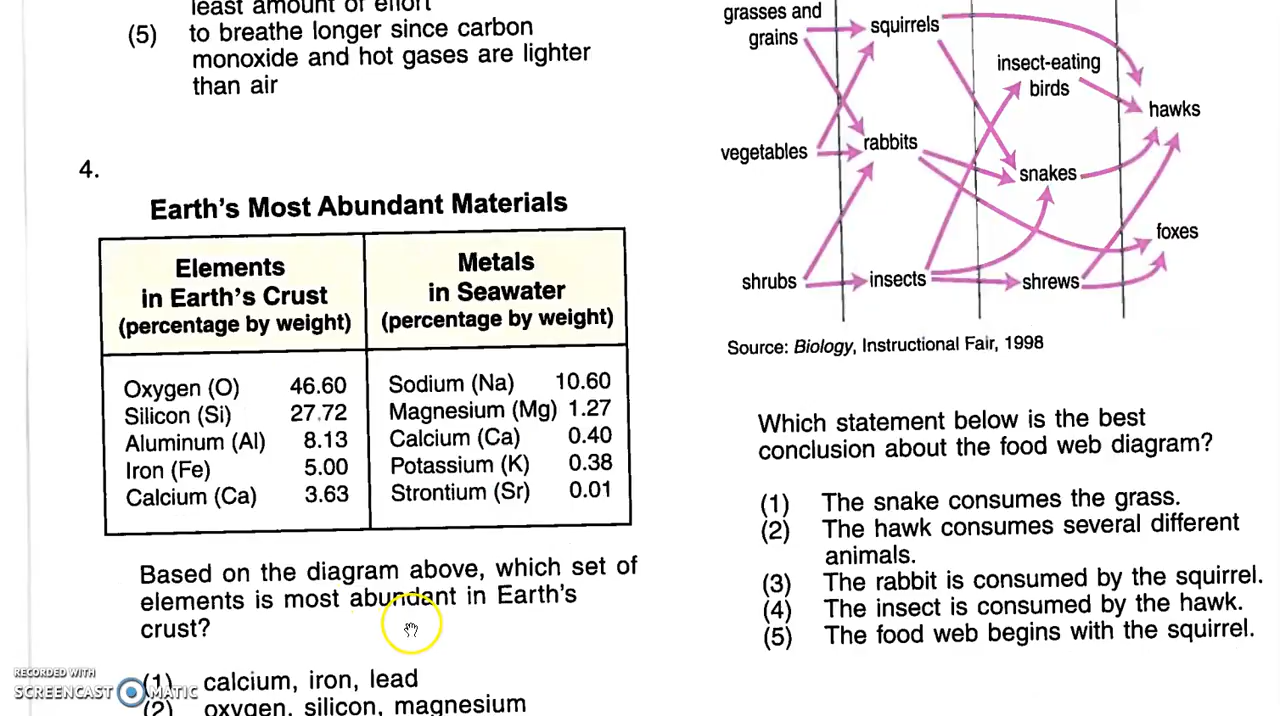 least amount of effort
(5) to breathe longer since carbon
monoxide and hot gases are lighter
than air
4.
Earth's Most Abundant Materials
Elements
in Earth's Crust
(percentage by weight)
Metals
in Seawater
(percentage by weight)
Oxygen (O) 46.60
Silicon (Si) 27.72
Aluminum (Al) 8.13
Iron (Fe) 5.00
Calcium (Ca) 3.63
Sodium (Na) 10.60
Magnesium (Mg) 1.27
Calcium (Ca) 0.40
Potassium (K) 0.38
Strontium (Sr) 0.01
Based on the diagram above, which set of
elements is most abundant in Earth's
crust?
(1) calcium, iron, lead
(2) oxygen, silicon, magnesium
grasses and
grains
squirrels
insect-eating
birds
hawks
vegetables
rabbits
snakes
foxes
shrubs
insects
shrews
Source: Biology, Instructional Fair, 1998
Which statement below is the best
conclusion about the food web diagram?
(1) The snake consumes the grass.
(2) The hawk consumes several different
animals.
(3) The rabbit is consumed by the squirrel.
(4) The insect is consumed by the hawk.
(5) The food web begins with the squirrel.
RECORDED WITH
SCREENCAST MATIC